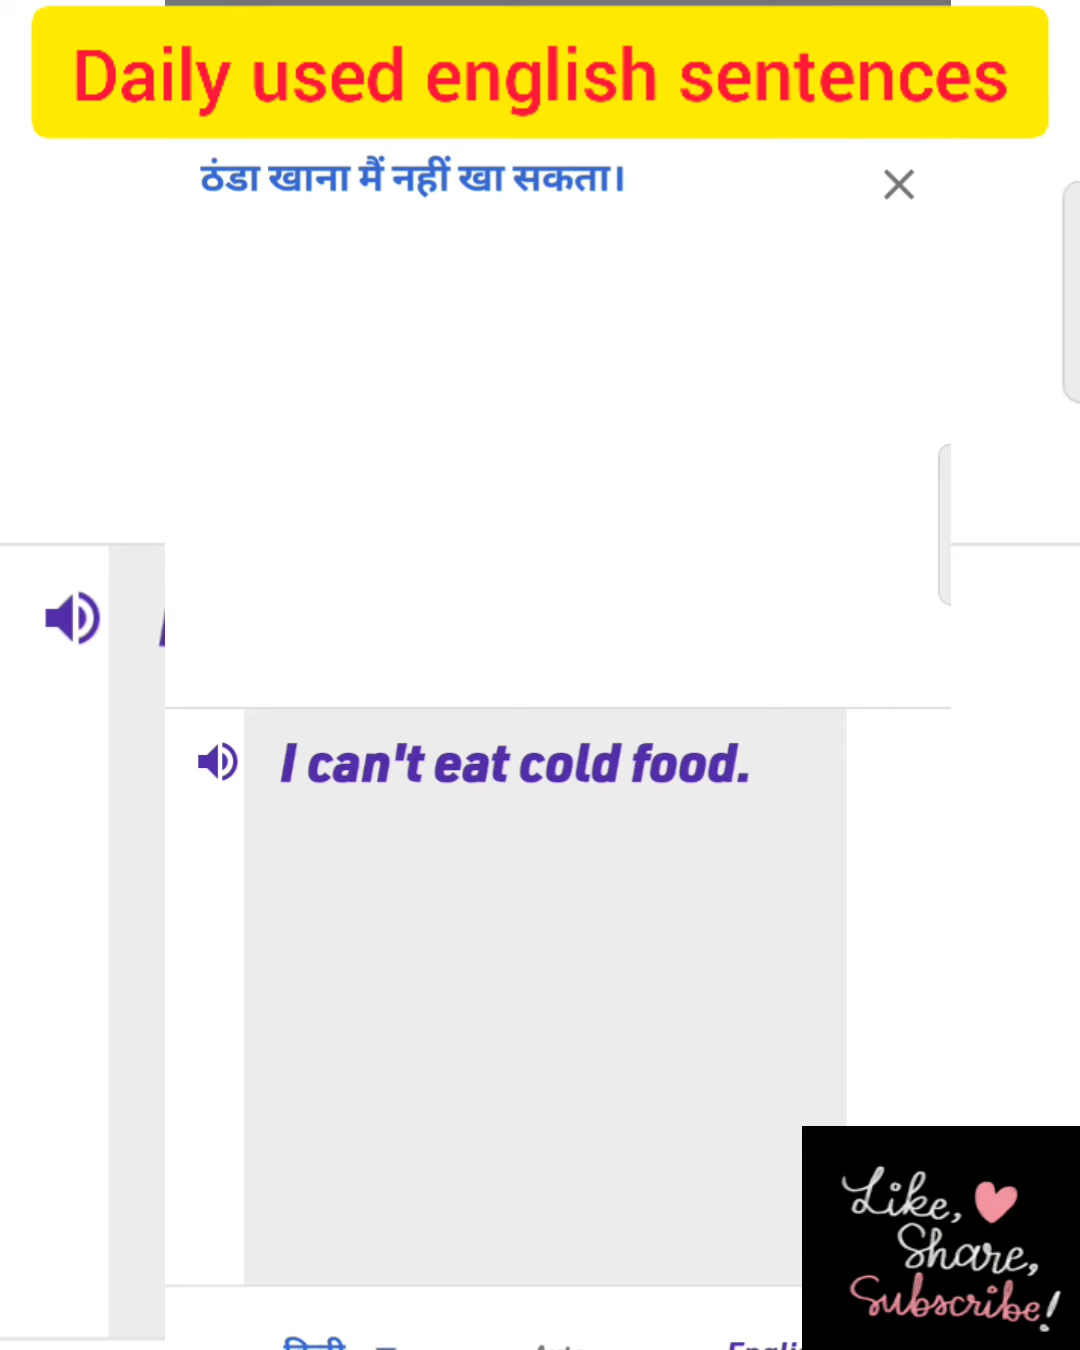 Daily used english sentences
ठंडा खाना मैं नहीं खा सकता।
I can't eat cold food.
Like,
Share,
Subscribe!